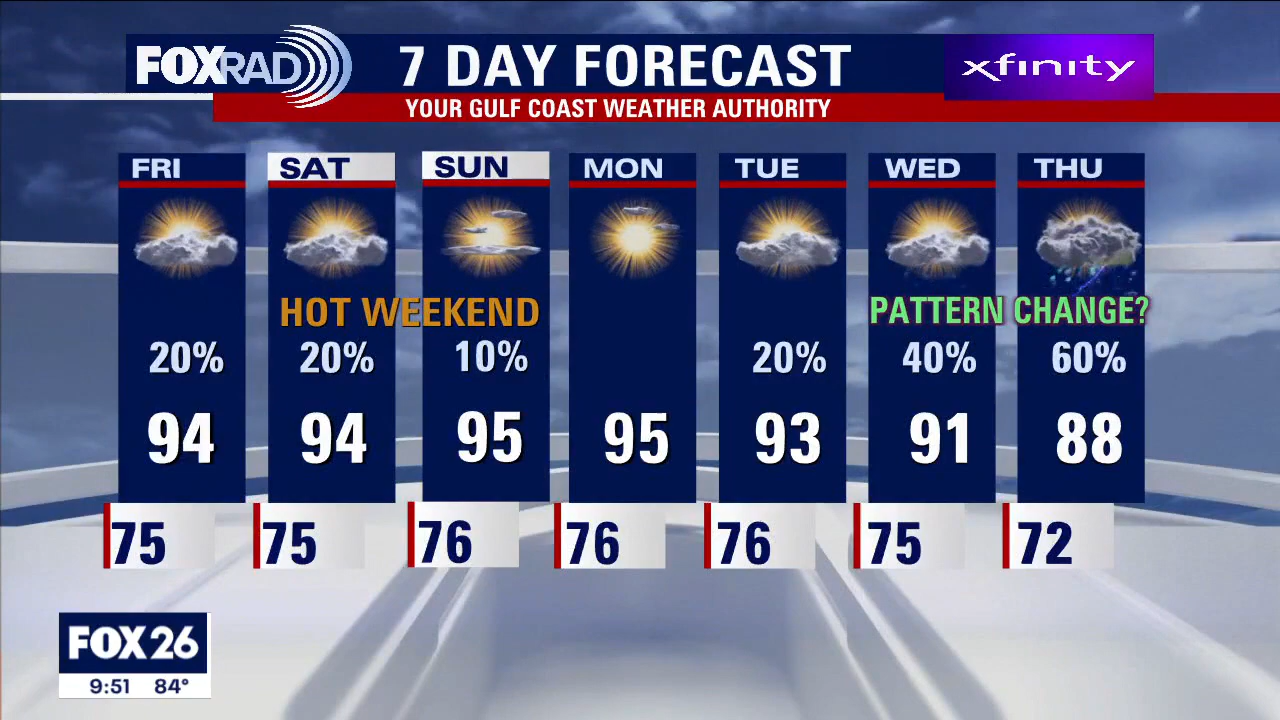 FOXRAD 7 DAY FORECAST xfinity
YOUR GULF COAST WEATHER AUTHORITY
FRI SAT SUN MON TUE WED THU
HOT WEEKEND PATTERN CHANGE?
20% 20% 10% 20% 40% 60%
94 94 95 95 93 91 88
75 75 76 76 76 75 72
FOX 26
9:51 84°